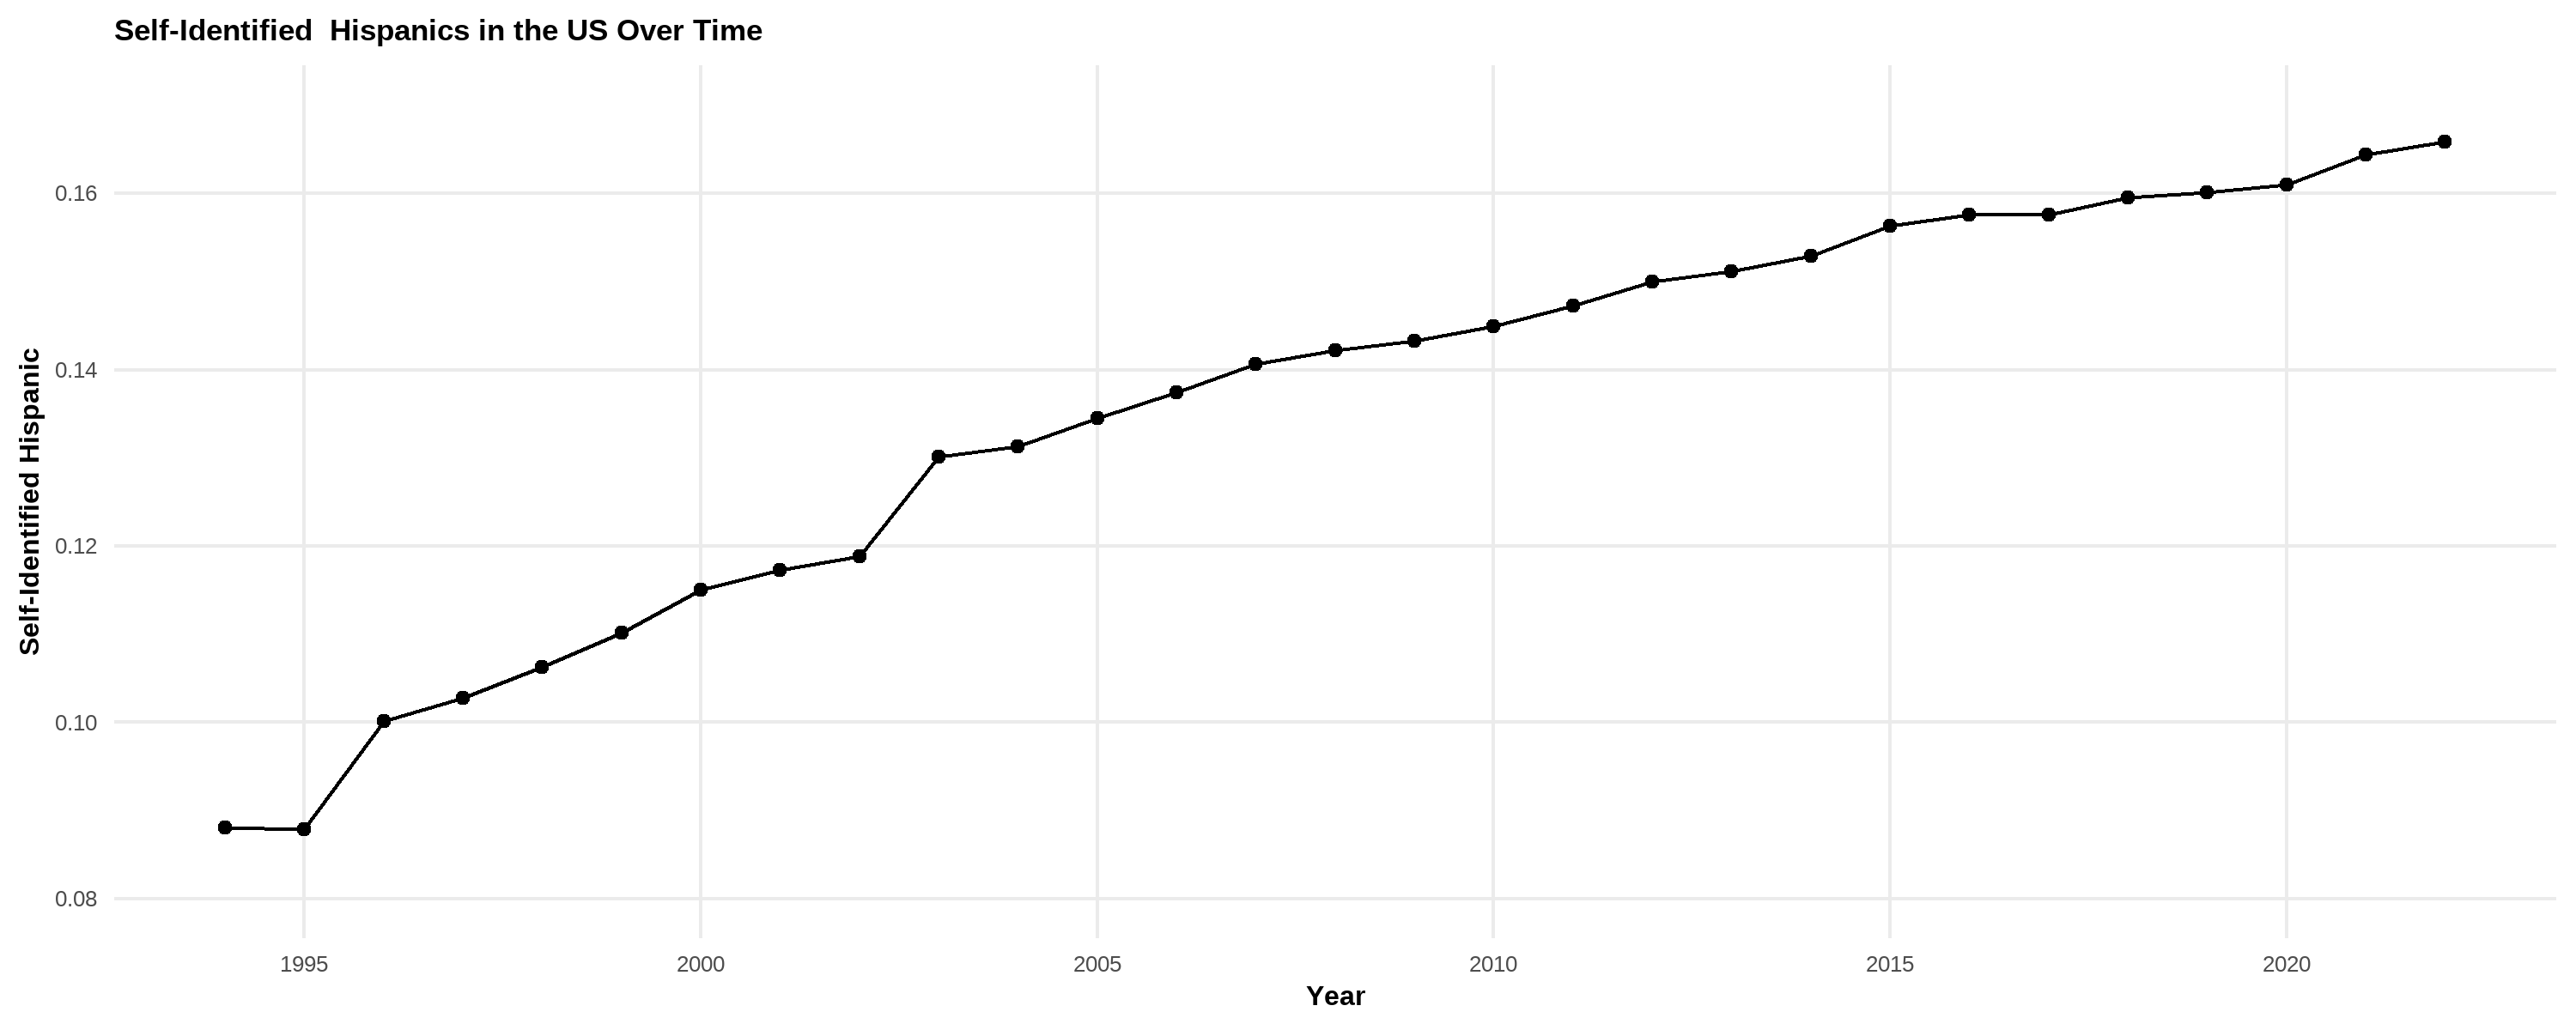 Self-Identified  Hispanics in the US Over Time
Self-Identified Hispanic
0.16
0.14
0.12
0.10
0.08
1995 2000 2005 2010 2015 2020
Year